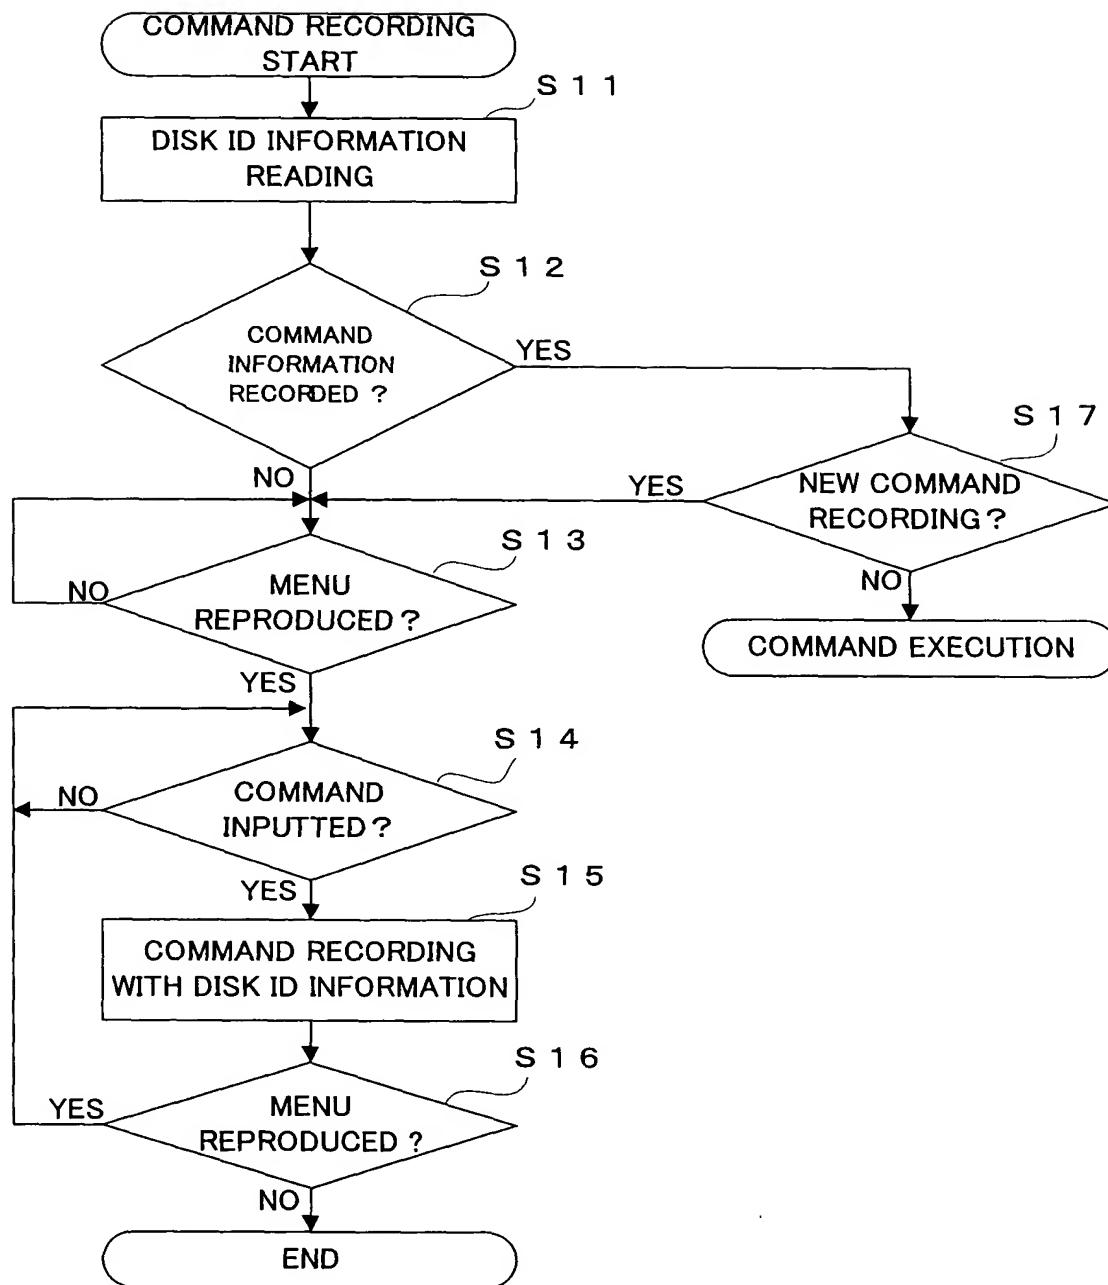 COMMAND RECORDING
START
S11
DISK ID INFORMATION
READING
S12
COMMAND
INFORMATION
RECORDED ?
YES
NO
S17
NEW COMMAND
RECORDING ?
YES
NO
COMMAND EXECUTION
S13
MENU
REPRODUCED ?
NO
YES
S14
COMMAND
INPUTTED ?
NO
YES
S15
COMMAND RECORDING
WITH DISK ID INFORMATION
S16
MENU
REPRODUCED ?
YES
NO
END